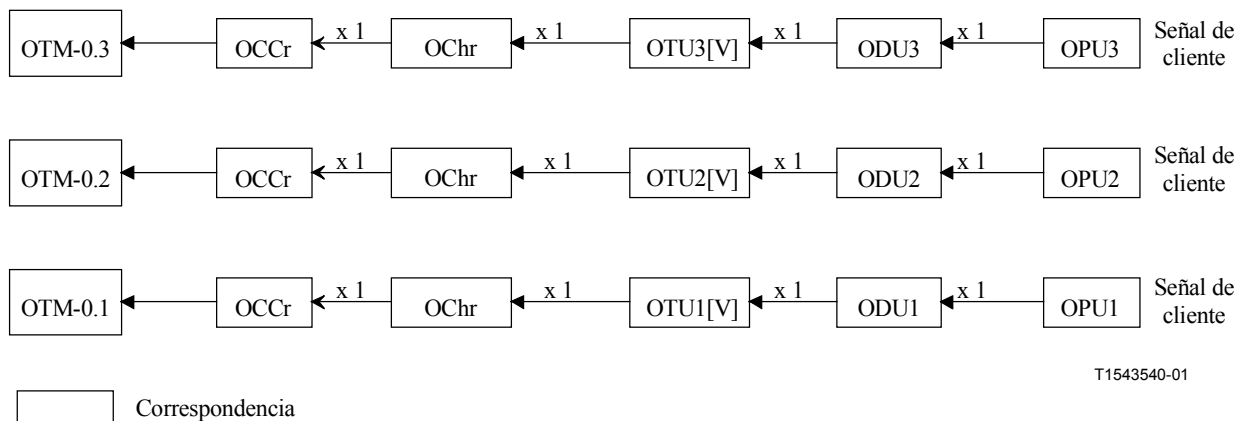 OTM-0.3 OCCr x 1 OChr x 1 OTU3[V] x 1 ODU3 x 1 OPU3 Señal de
cliente
OTM-0.2 OCCr x 1 OChr x 1 OTU2[V] x 1 ODU2 x 1 OPU2 Señal de
cliente
OTM-0.1 OCCr x 1 OChr x 1 OTU1[V] x 1 ODU1 x 1 OPU1 Señal de
cliente
T1543540-01
Correspondencia